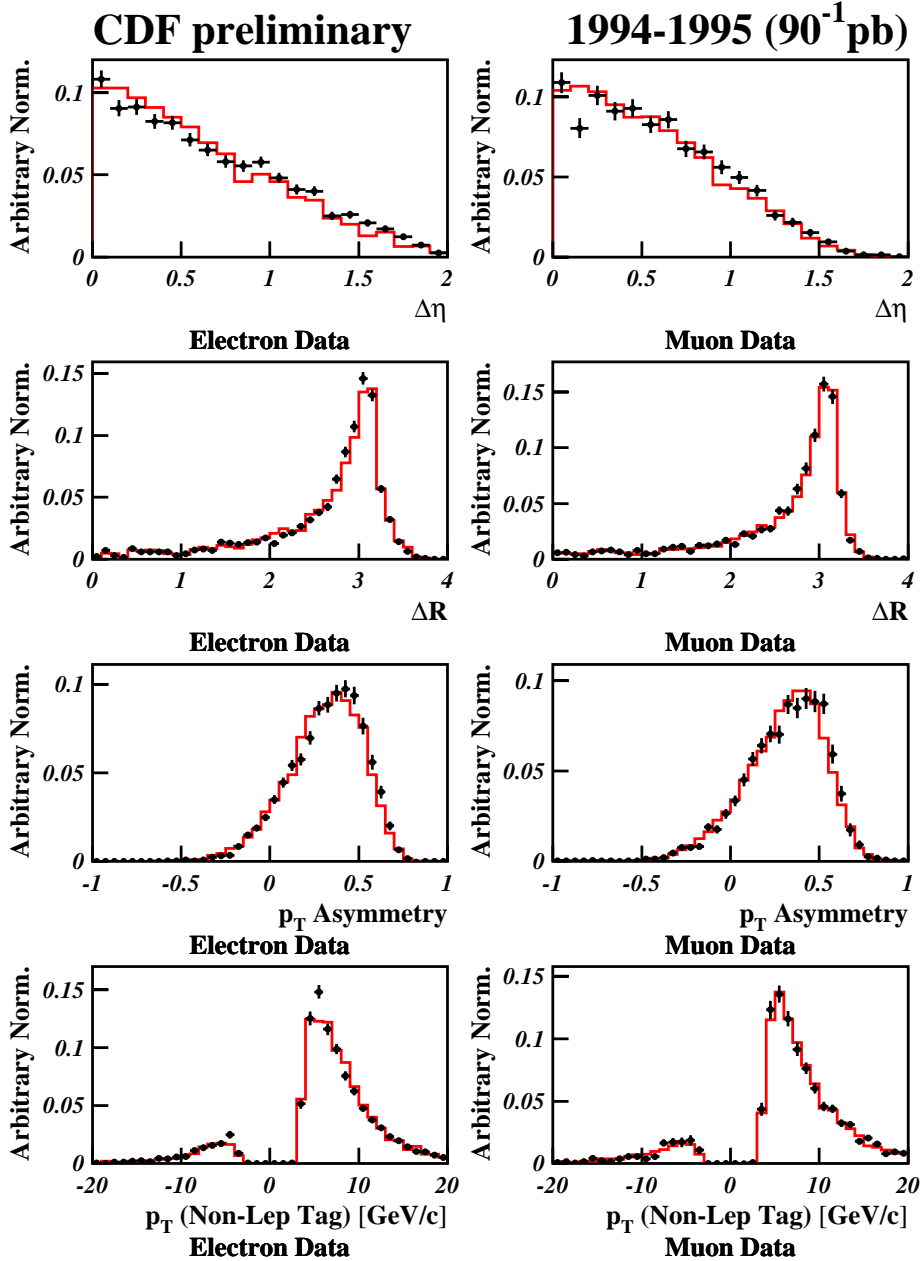 CDF preliminary 1994-1995 (90⁻¹pb)
Arbitrary Norm. 0.1 0.05 0 Arbitrary Norm. 0.1 0.05 0
0 0.5 1 1.5 2 0 0.5 1 1.5 2
Δη Δη
Electron Data Muon Data
Arbitrary Norm. 0.15 0.1 0.05 0 Arbitrary Norm. 0.15 0.1 0.05 0
0 1 2 3 4 0 1 2 3 4
ΔR ΔR
Electron Data Muon Data
Arbitrary Norm. 0.1 0.05 0 Arbitrary Norm. 0.1 0.05 0
-1 -0.5 0 0.5 1 -1 -0.5 0 0.5 1
p_T Asymmetry p_T Asymmetry
Electron Data Muon Data
Arbitrary Norm. 0.15 0.1 0.05 0 Arbitrary Norm. 0.15 0.1 0.05 0
-20 -10 0 10 20 -20 -10 0 10 20
p_T (Non-Lep Tag) [GeV/c] p_T (Non-Lep Tag) [GeV/c]
Electron Data Muon Data